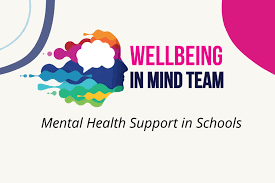 WELLBEING
IN MIND TEAM
Mental Health Support in Schools